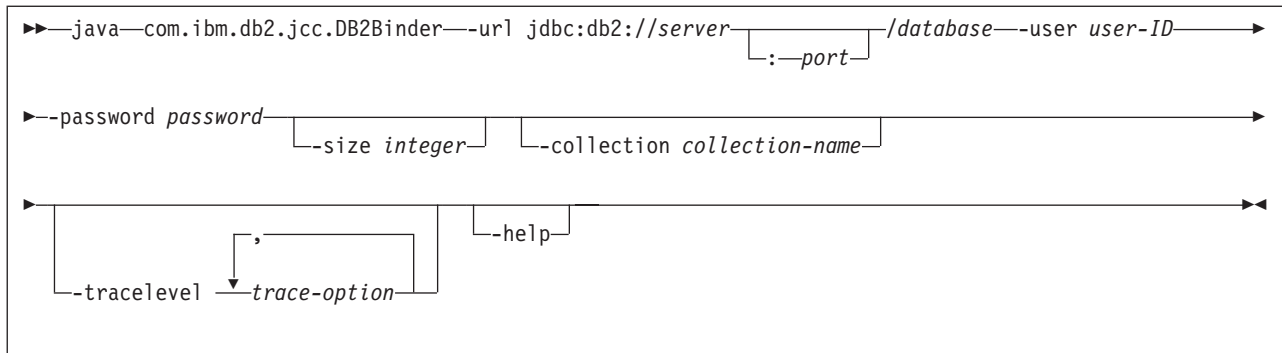 java com.ibm.db2.jcc.DB2Binder -url jdbc:db2://server /database -user user-ID
: port
-password password
-size integer -collection collection-name
,
-help
-tracelevel trace-option